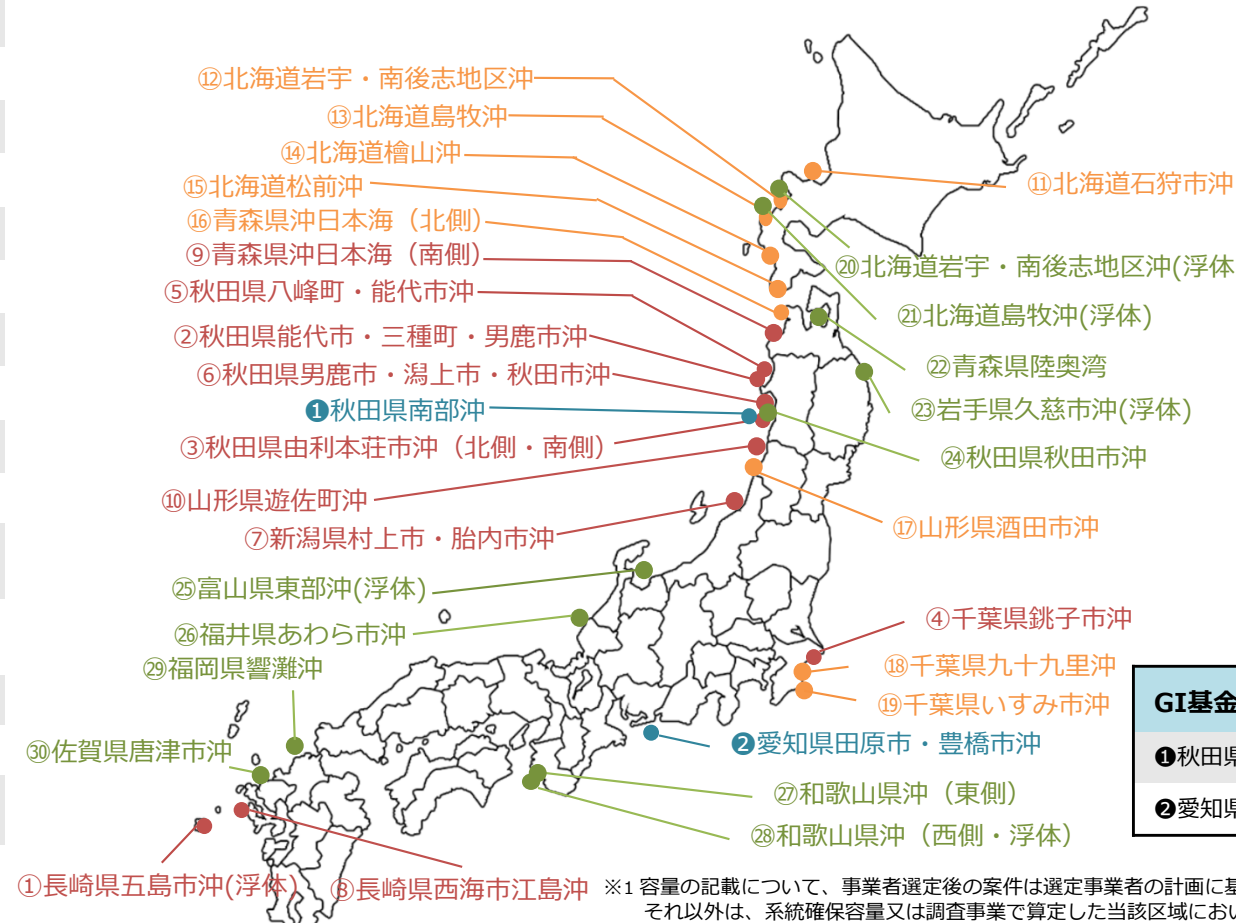 ⑫北海道岩宇・南後志地区沖
⑬北海道島牧沖
⑭北海道檜山沖
⑮北海道松前沖
⑯青森県沖日本海（北側）
⑨青森県沖日本海（南側）
⑤秋田県八峰町・能代市沖
②秋田県能代市・三種町・男鹿市沖
⑥秋田県男鹿市・潟上市・秋田市沖
❶秋田県南部沖
③秋田県由利本荘市沖（北側・南側）
⑩山形県遊佐町沖
⑦新潟県村上市・胎内市沖
㉕富山県東部沖(浮体)
㉖福井県あわら市沖
㉙福岡県響灘沖
㉚佐賀県唐津市沖
①長崎県五島市沖(浮体)
⑧長崎県西海市江島沖
⑪北海道石狩市沖
⑳北海道岩宇・南後志地区沖(浮体
㉑北海道島牧沖(浮体)
㉒青森県陸奥湾
㉓岩手県久慈市沖(浮体)
㉔秋田県秋田市沖
⑰山形県酒田市沖
④千葉県銚子市沖
⑱千葉県九十九里沖
⑲千葉県いすみ市沖
❷愛知県田原市・豊橋市沖
㉗和歌山県沖（東側）
㉘和歌山県沖（西側・浮体）
GI基金
❶秋田県
❷愛知県
※1 容量の記載について、事業者選定後の案件は選定事業者の計画に基
それ以外は、系統確保容量又は調査事業で算定した当該区域におい